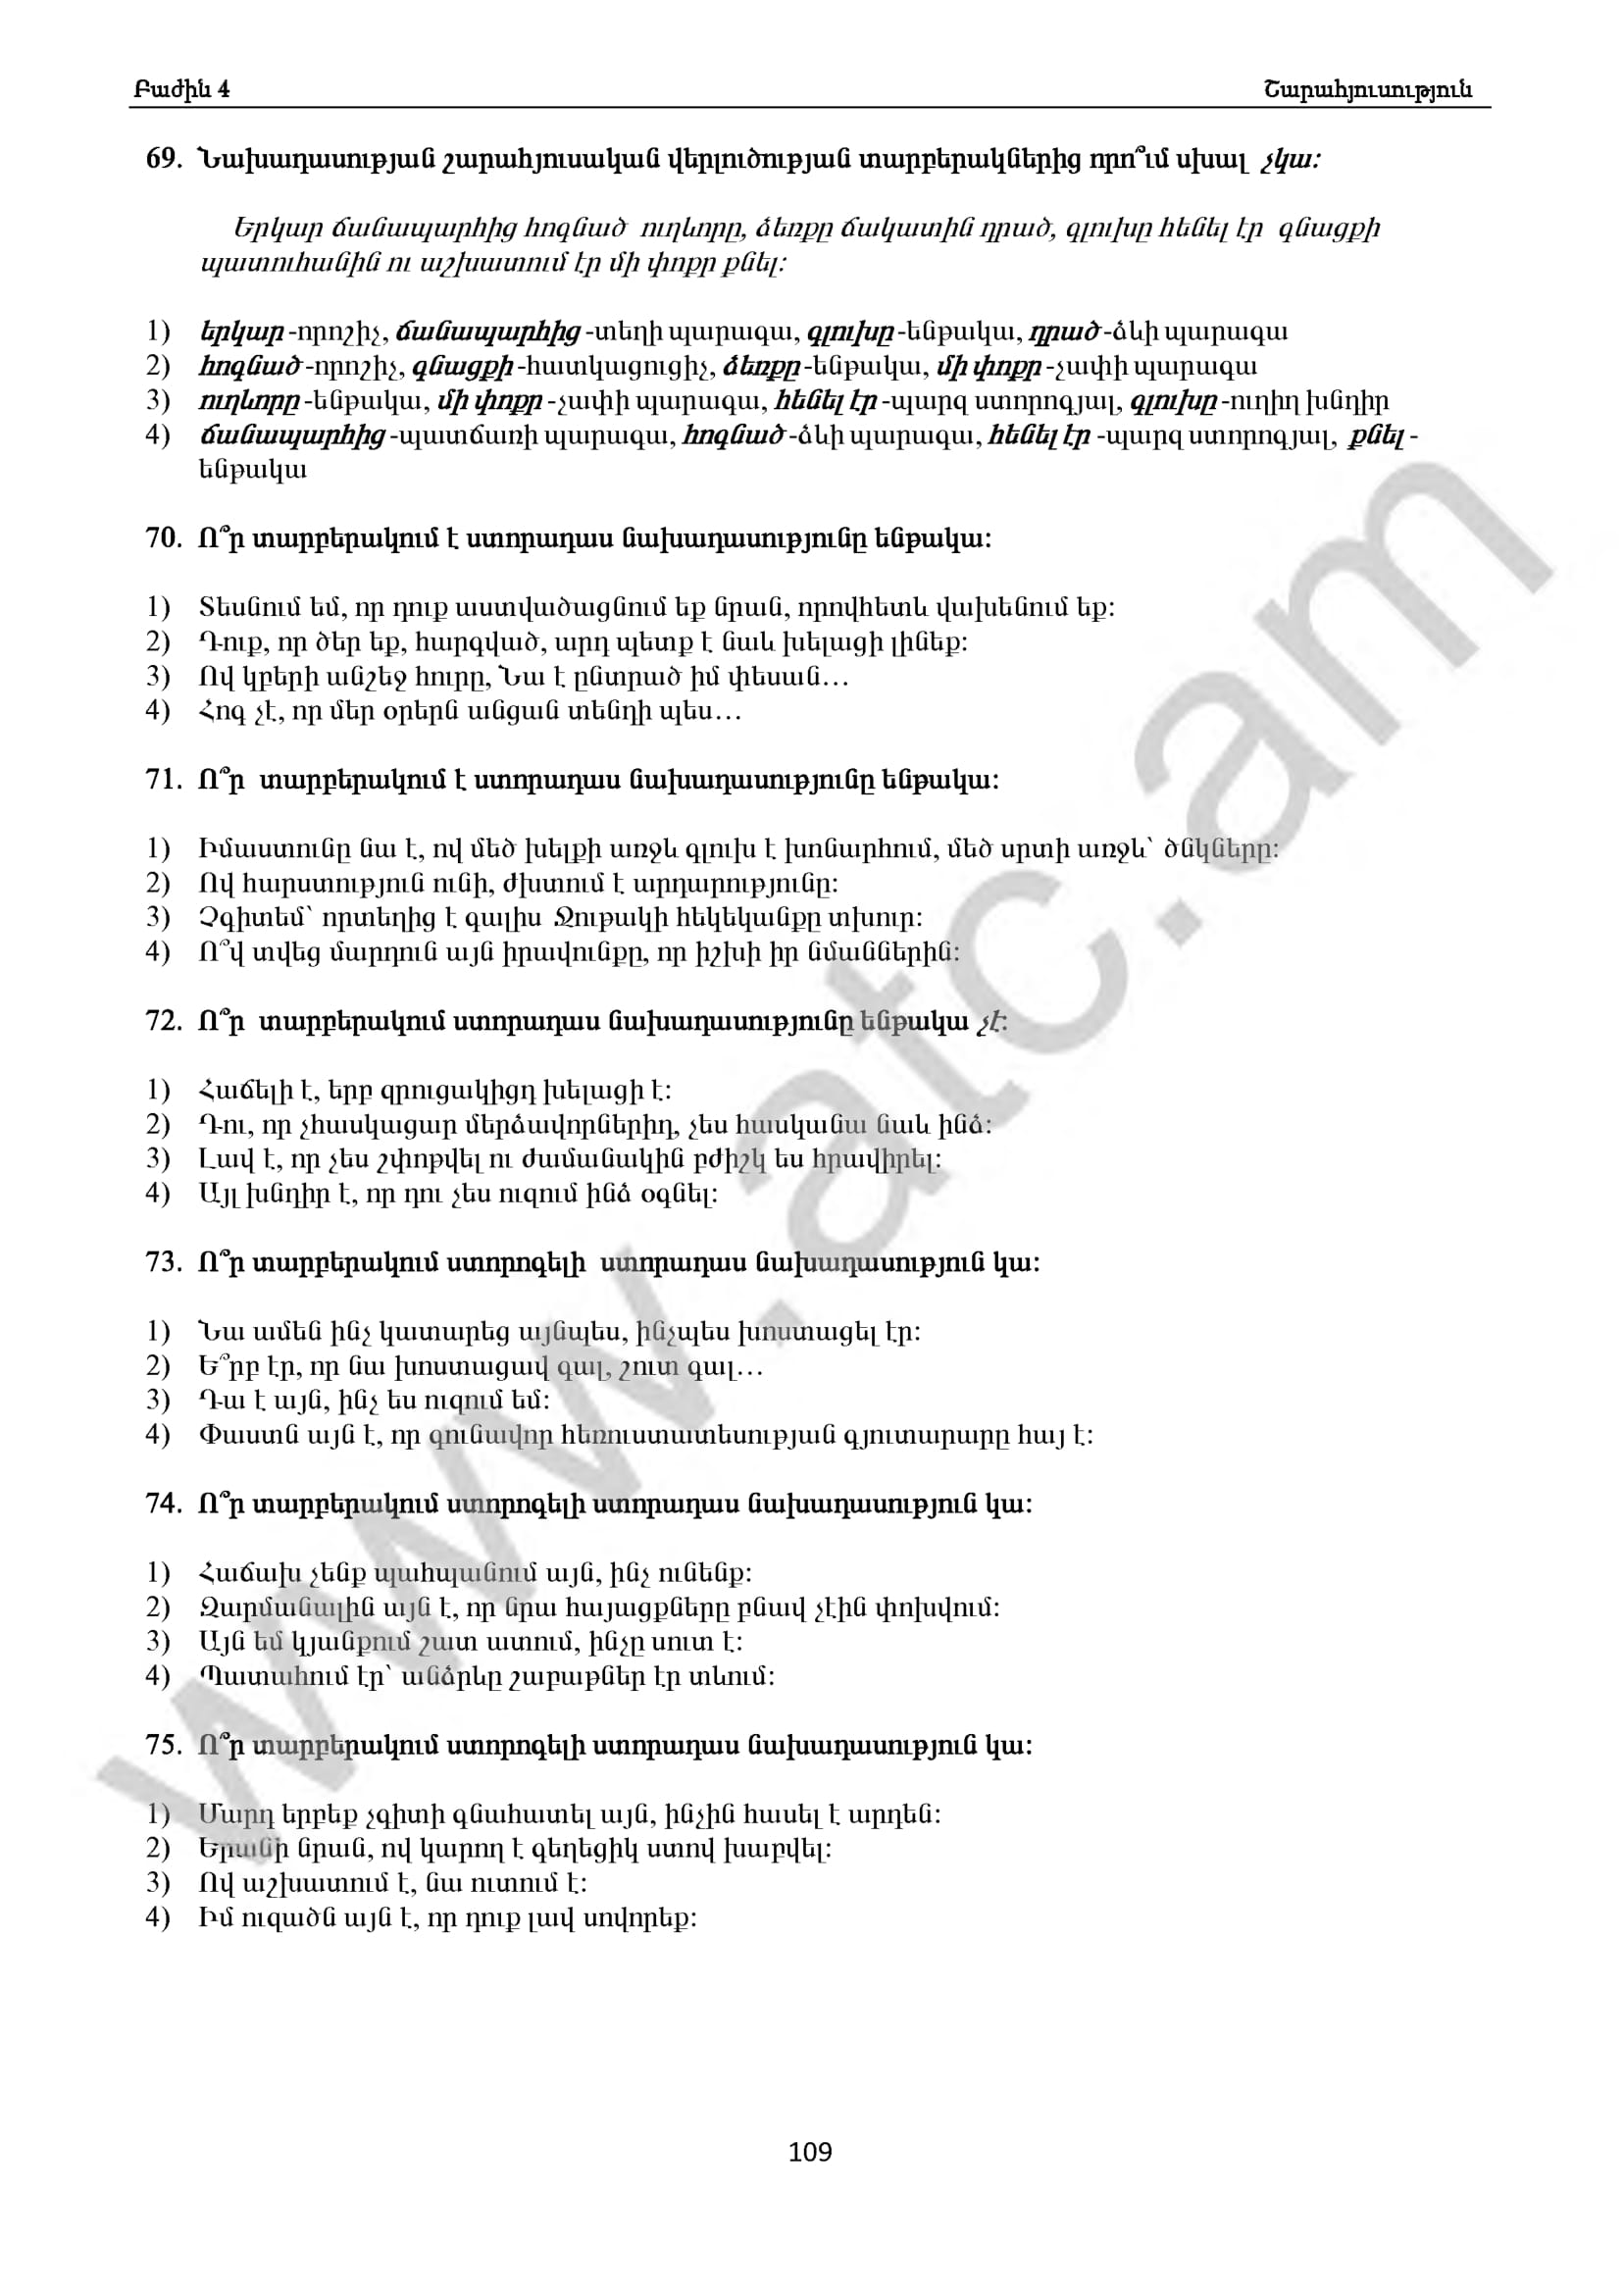 Բաժին 4 Շարահյուսություն
69. Նախադասության շարահյուսական վերլուծության տարբերակներից որո՞ւմ սխալ չկա:
Երկար ճանապարհից հոգնած ուղևորը, ձեռքը ճակատին դրած, գլուխը հենել էր գնացքի
պատուհանին ու աշխատում էր մի փոքր քնել:
1) երկար-որոշիչ, ճանապարհից-տեղի պարագա, գլուխը-ենթակա, դրած-ձևի պարագա
2) հոգնած-որոշիչ, գնացքի-հատկացուցիչ, ձեռքը-ենթակա, մի փոքր-չափի պարագա
3) ուղևորը-ենթակա, մի փոքր-չափի պարագա, հենել էր-պարզ ստորոգյալ, գլուխը-ուղիղ խնդիր
4) ճանապարհից-պատճառի պարագա, հոգնած-ձևի պարագա, հենել էր-պարզ ստորոգյալ, քնել-
ենթակա
70. Ո՞ր տարբերակում է ստորադաս նախադասությունը ենթակա:
1) Տեսնում եմ, որ դուք աստվածացնում եք նրան, որովհետև վախենում եք:
2) Դուք, որ ծեր եք, հարգված, արդ պետք է նաև խելացի լինեք:
3) Ով կբերի անշեջ հուրը, Նա է ընտրած իմ փեսան…
4) Հոգ չէ, որ մեր օրերն անցան տենդի պես…
71. Ո՞ր տարբերակում է ստորադաս նախադասությունը ենթակա:
1) Իմաստունը նա է, ով մեծ խելքի առջև գլուխ է խոնարհում, մեծ սրտի առջև՝ ծնկները:
2) Ով հարստություն ունի, ժխտում է արդարությունը:
3) Չգիտեմ՝ որտեղից է գալիս Ջութակի հեկեկանքը տխուր:
4) Ո՞վ տվեց մարդուն այն իրավունքը, որ իշխի իր նմաններին:
72. Ո՞ր տարբերակում ստորադաս նախադասությունը ենթակա չէ:
1) Հաճելի է, երբ զրուցակիցդ խելացի է:
2) Դու, որ չհասկացար մերձավորներիդ, չես հասկանա նաև ինձ:
3) Լավ է, որ չես շփոթվել ու ժամանակին բժիշկ ես հրավիրել:
4) Այլ խնդիր է, որ դու չես ուզում ինձ օգնել:
73. Ո՞ր տարբերակում ստորոգելի ստորադաս նախադասություն կա:
1) Նա ամեն ինչ կատարեց այնպես, ինչպես խոստացել էր:
2) Ե՞րբ էր, որ նա խոստացավ գալ, շուտ գալ…
3) Դա է այն, ինչ ես ուզում եմ:
4) Փաստն այն է, որ գունավոր հեռուստատեսության գյուտարարը հայ է:
74. Ո՞ր տարբերակում ստորոգելի ստորադաս նախադասություն կա:
1) Հաճախ չենք պահպանում այն, ինչ ունենք:
2) Զարմանալին այն է, որ նրա հայացքները բնավ չէին փոխվում:
3) Այն եմ կյանքում շատ ատում, ինչը սուտ է:
4) Պատահում էր՝ անձրևը շաբաթներ էր տևում:
75. Ո՞ր տարբերակում ստորոգելի ստորադաս նախադասություն կա:
1) Մարդ երբեք չգիտի գնահատել այն, ինչին հասել է արդեն:
2) Երանի նրան, ով կարող է գեղեցիկ ստով խաբվել:
3) Ով աշխատում է, նա ուտում է:
4) Իմ ուզածն այն է, որ դուք լավ սովորեք:
109
www.atc.am